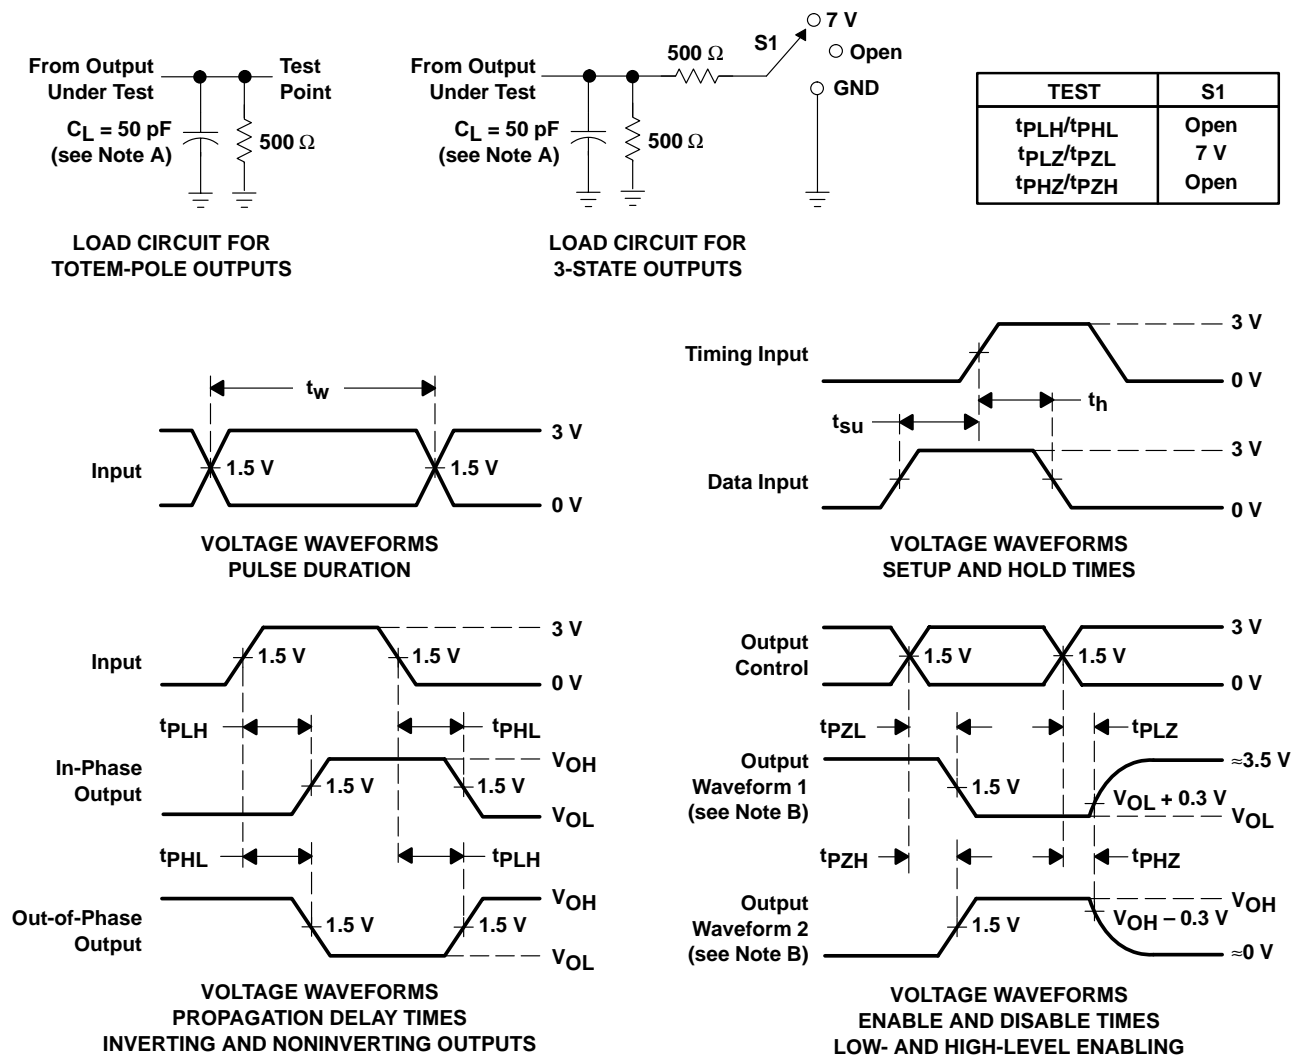 7 V
S1
Open
500 Ω
From Output
Under Test
Test
Point
From Output
Under Test
GND
CL = 50 pF
(see Note A)
500 Ω
CL = 50 pF
(see Note A)
500 Ω
TEST S1
tPLH/tPHL Open
tPLZ/tPZL 7 V
tPHZ/tPZH Open
LOAD CIRCUIT FOR
TOTEM-POLE OUTPUTS
LOAD CIRCUIT FOR
3-STATE OUTPUTS
tw
3 V
Input
1.5 V
1.5 V
0 V
VOLTAGE WAVEFORMS
PULSE DURATION
3 V
Timing Input
0 V
th
tsu
3 V
Data Input
0 V
VOLTAGE WAVEFORMS
SETUP AND HOLD TIMES
3 V
Input
1.5 V
1.5 V
0 V
tPLH
tPHL
VOH
In-Phase
Output
1.5 V
1.5 V
VOL
tPHL
tPLH
VOH
Out-of-Phase
Output
1.5 V
1.5 V
VOL
VOLTAGE WAVEFORMS
PROPAGATION DELAY TIMES
INVERTING AND NONINVERTING OUTPUTS
3 V
Output
Control
1.5 V
1.5 V
0 V
tPZL
tPLZ
Output
Waveform 1
(see Note B)
≈3.5 V
1.5 V
VOL + 0.3 V
VOL
tPZH
tPHZ
Output
Waveform 2
(see Note B)
VOH
1.5 V
VOH − 0.3 V
≈0 V
VOLTAGE WAVEFORMS
ENABLE AND DISABLE TIMES
LOW- AND HIGH-LEVEL ENABLING